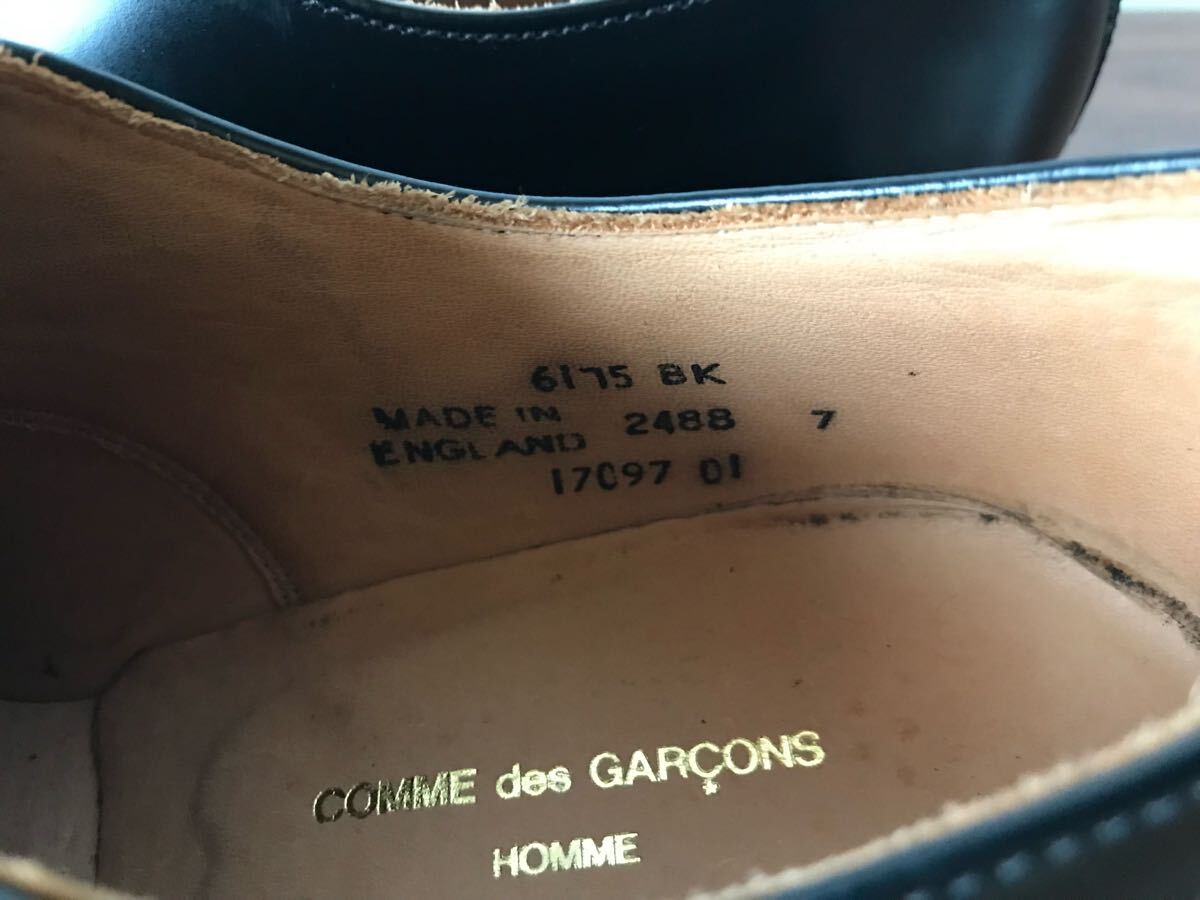 6175 BK
MADE IN
ENGLAND 2488 7
17097 01
COMME des GARÇONS
HOMME